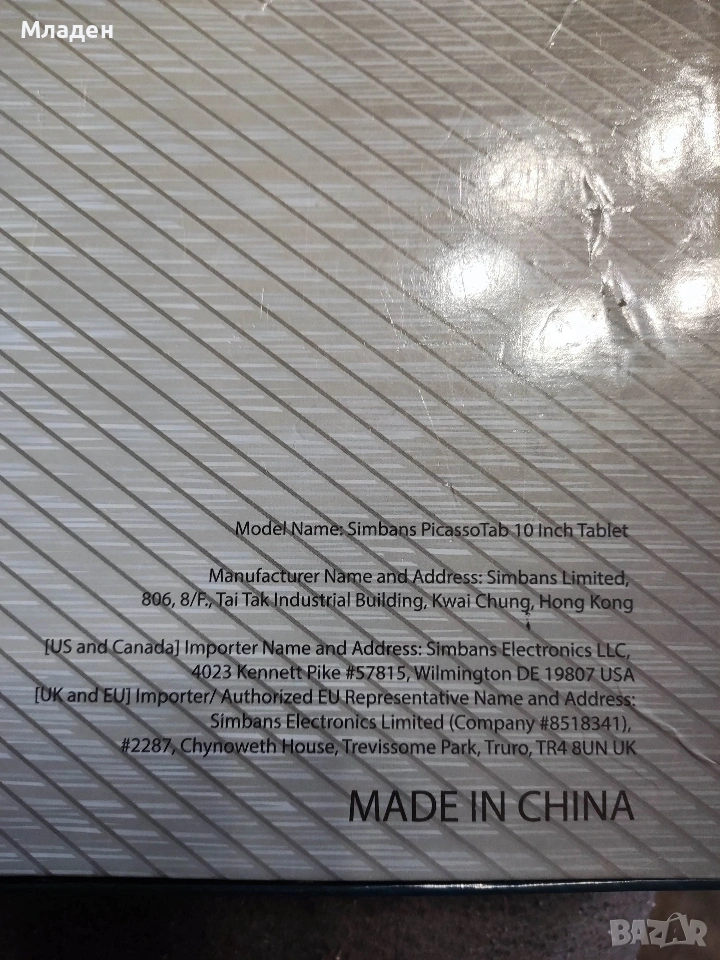 Младен
Model Name: Simbans PicassoTab 10 Inch Tablet
Manufacturer Name and Address: Simbans Limited,
806, 8/F., Tai Tak Industrial Building, Kwai Chung, Hong Kong
[US and Canada] Importer Name and Address: Simbans Electronics LLC,
4023 Kennett Pike #57815, Wilmington DE 19807 USA
[UK and EU] Importer/ Authorized EU Representative Name and Address:
Simbans Electronics Limited (Company #8518341),
#2287, Chynoweth House, Trevissome Park, Truro, TR4 8UN UK
MADE IN CHINA
BAZAR